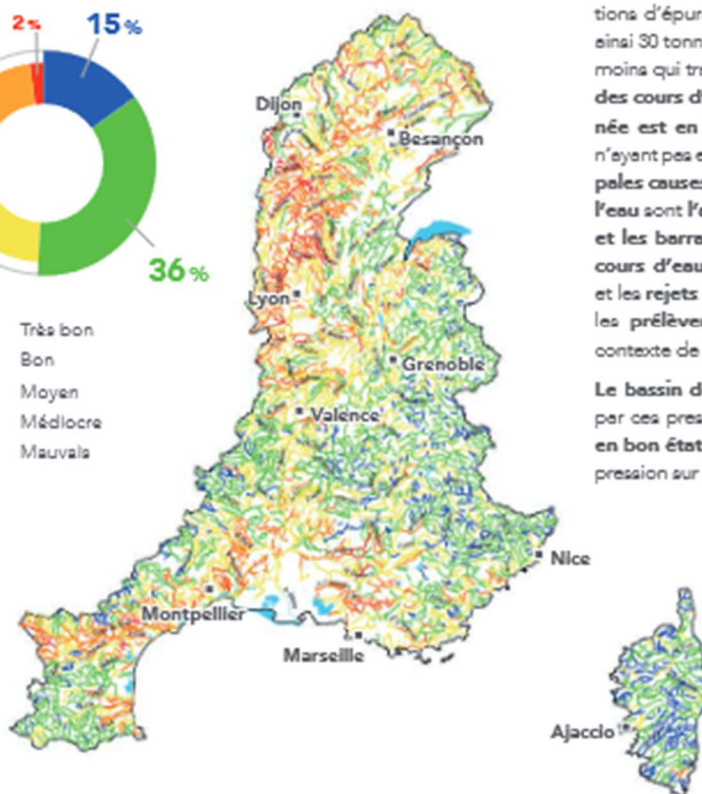 2%
15%
36%
Très bon
Bon
Moyen
Médiocre
Mauvais
Dijon
Besançon
Lyon
Grenoble
Valence
Montpellier
Marseille
Nice
Ajaccio
tions d'épur
ainsi 30 tonn
moins qui tr
des cours d'
née est en
n'ayant pas e
pales causes
l'eau sont l'
et les barra
cours d'eau
et les rejets
les prélève
contexte de
Le bassin d
par ces pres
en bon état
pression sur